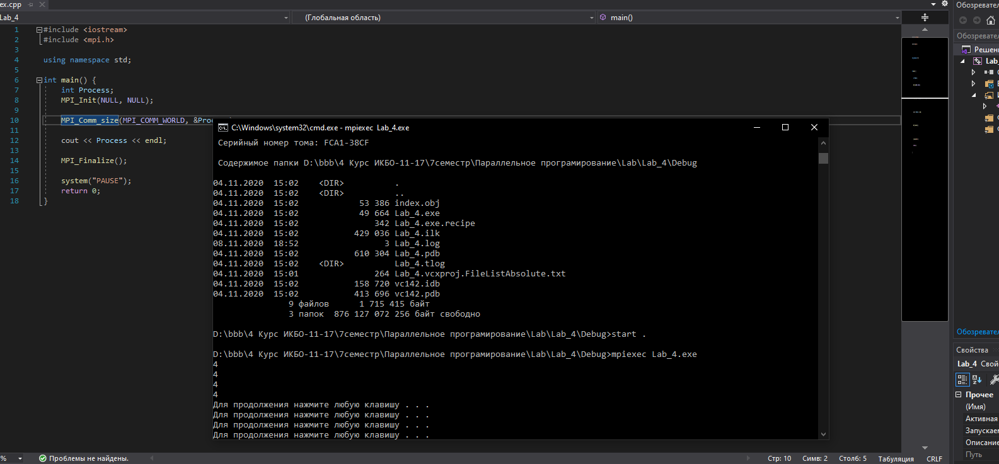 ex.cpp
Lab_4
(Глобальная область)
main()
1 #include <iostream>
2 #include <mpi.h>
3
4 using namespace std;
5
6 int main() {
7 int Process;
8 MPI_Init(NULL, NULL);
9
10 MPI_Comm_size(MPI_COMM_WORLD, &Pro
11
12 cout << Process << endl;
13
14 MPI_Finalize();
15
16 system("PAUSE");
17 return 0;
18 }
C:\Windows\system32\cmd.exe - mpiexec Lab_4.exe
Серийный номер тома: FCA1-38CF
Содержимое папки D:\bbb\4 Курс ИКБО-11-17\7семестр\Параллельное програмирование\Lab\Lab_4\Debug
04.11.2020 15:02 <DIR> .
04.11.2020 15:02 <DIR> ..
04.11.2020 15:02 53 386 index.obj
04.11.2020 15:02 49 664 Lab_4.exe
04.11.2020 15:02 342 Lab_4.exe.recipe
04.11.2020 15:02 429 036 Lab_4.ilk
08.11.2020 18:52 3 Lab_4.log
04.11.2020 15:02 610 304 Lab_4.pdb
04.11.2020 15:02 <DIR> Lab_4.tlog
04.11.2020 15:01 264 Lab_4.vcxproj.FileListAbsolute.txt
04.11.2020 15:02 158 720 vc142.idb
04.11.2020 15:02 413 696 vc142.pdb
9 файлов 1 715 415 байт
3 папок 876 127 072 256 байт свободно
D:\bbb\4 Курс ИКБО-11-17\7семестр\Параллельное програмирование\Lab\Lab_4\Debug>start .
D:\bbb\4 Курс ИКБО-11-17\7семестр\Параллельное програмирование\Lab\Lab_4\Debug>mpiexec Lab_4.exe
4
4
4
4
Для продолжения нажмите любую клавишу . . .
Для продолжения нажмите любую клавишу . . .
Для продолжения нажмите любую клавишу . . .
Для продолжения нажмите любую клавишу . . .
Обозревател
Обозревате
Решен
Lab_
Обозревате
Свойства
Lab_4 Свой
Прочее
(Имя)
Активная
Запускаем
Описание
Путь
%
Проблемы не найдены.
Стр: 10
Симв: 2
Столб: 5
Табуляция
CRLF